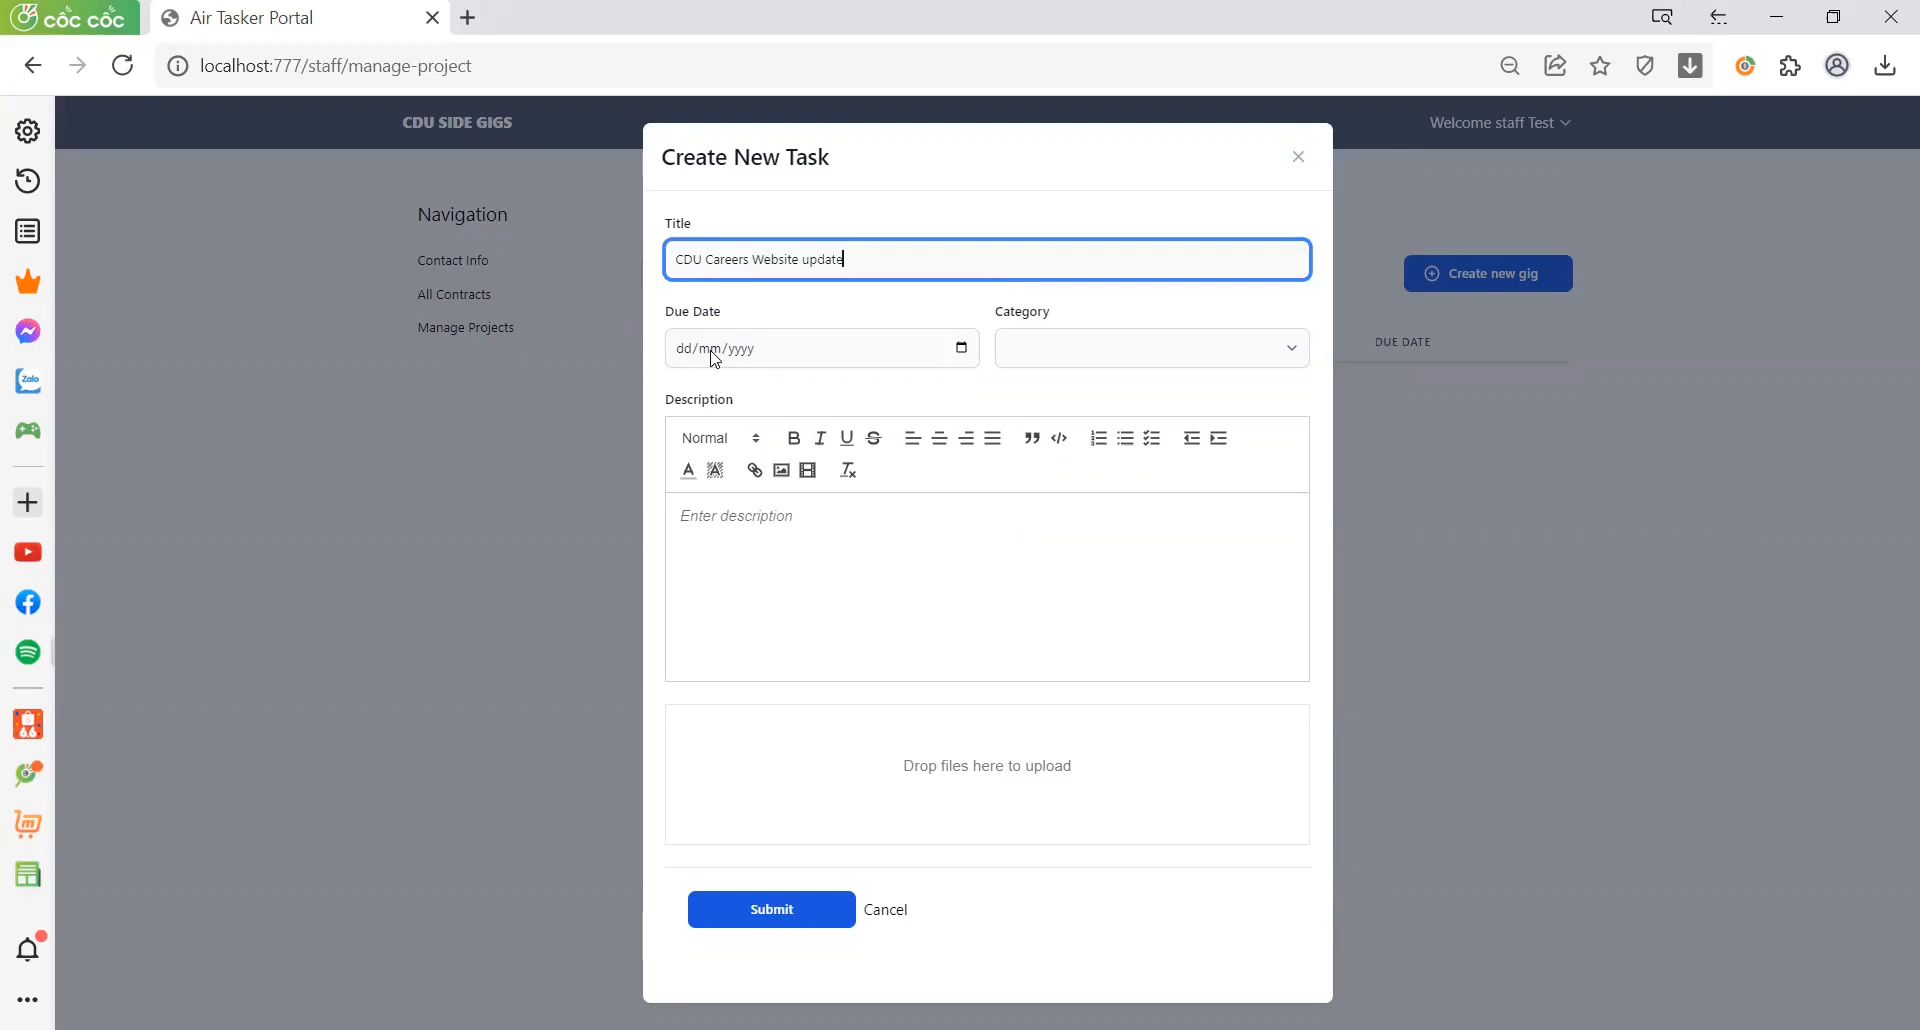 cốc cốc
Air Tasker Portal
localhost:777/staff/manage-project
CDU SIDE GIGS
Welcome staff Test
Create New Task
Navigation
Contact Info
All Contracts
Manage Projects
Title
CDU Careers Website update
Create new gig
Due Date
Category
dd/mm/yyyy
DUE DATE
Description
Normal
Enter description
Drop files here to upload
Submit
Cancel
Zalo